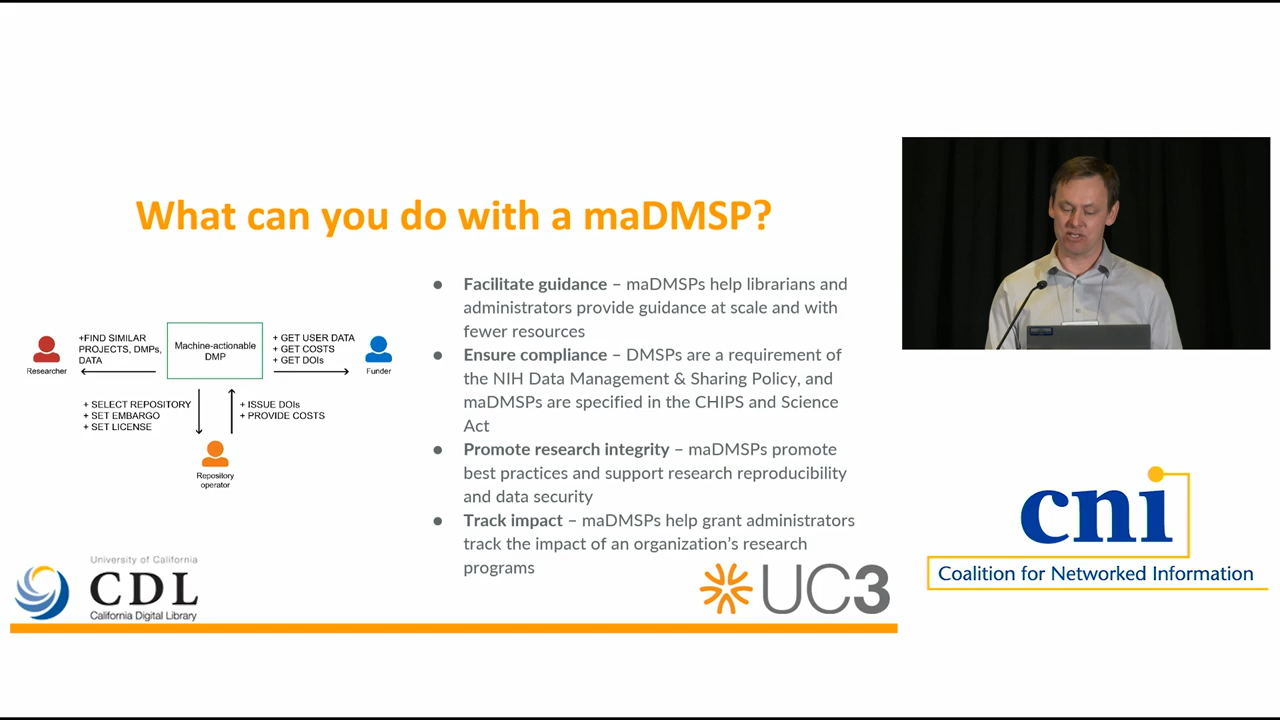 What can you do with a maDMSP?
+FIND SIMILAR
PROJECTS, DMPs,
DATA
Machine-actionable
DMP
+ GET USER DATA
+ GET COSTS
+ GET DOIs
Researcher
Funder
+ SELECT REPOSITORY
+ SET EMBARGO
+ SET LICENSE
+ ISSUE DOIs
+ PROVIDE COSTS
Repository
operator
● Facilitate guidance – maDMSPs help librarians and
administrators provide guidance at scale and with
fewer resources
● Ensure compliance – DMSPs are a requirement of
the NIH Data Management & Sharing Policy, and
maDMSPs are specified in the CHIPS and Science
Act
● Promote research integrity – maDMSPs promote
best practices and support research reproducibility
and data security
● Track impact – maDMSPs help grant administrators
track the impact of an organization's research
programs
University of California
CDL
California Digital Library
UC3
cni
Coalition for Networked Information